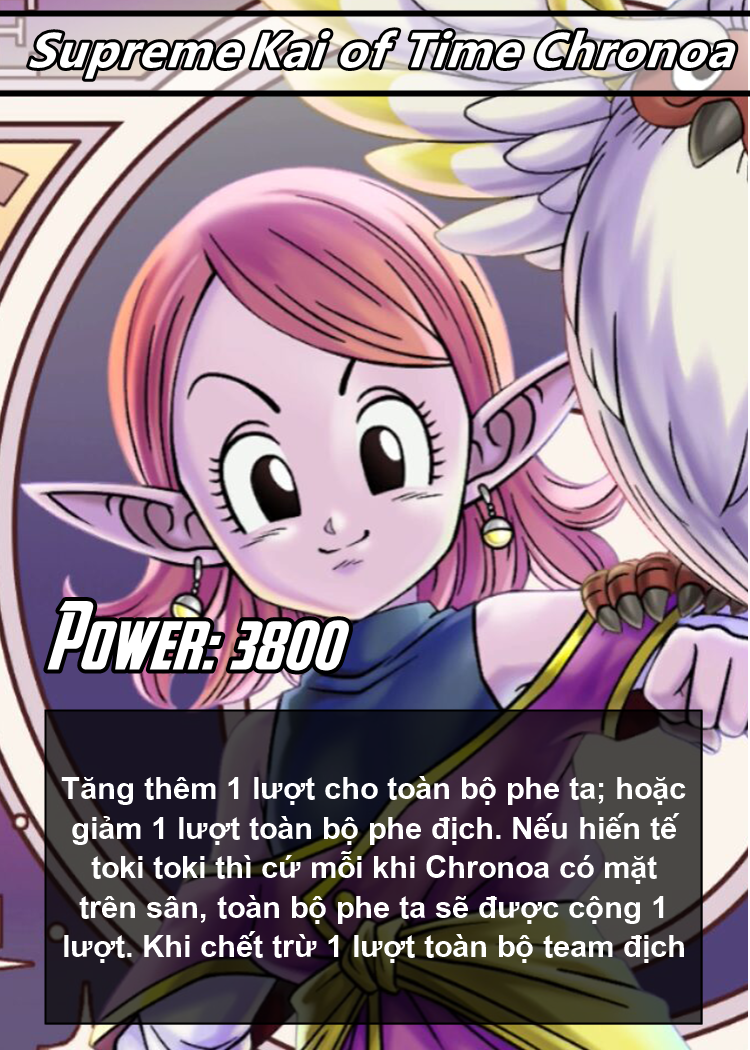 Supreme Kai of Time Chronoa
Power: 3800
Tăng thêm 1 lượt cho toàn bộ phe ta; hoặc
giảm 1 lượt toàn bộ phe địch. Nếu hiến tế
toki toki thì cứ mỗi khi Chronoa có mặt
trên sân, toàn bộ phe ta sẽ được cộng 1
lượt. Khi chết trừ 1 lượt toàn bộ team địch